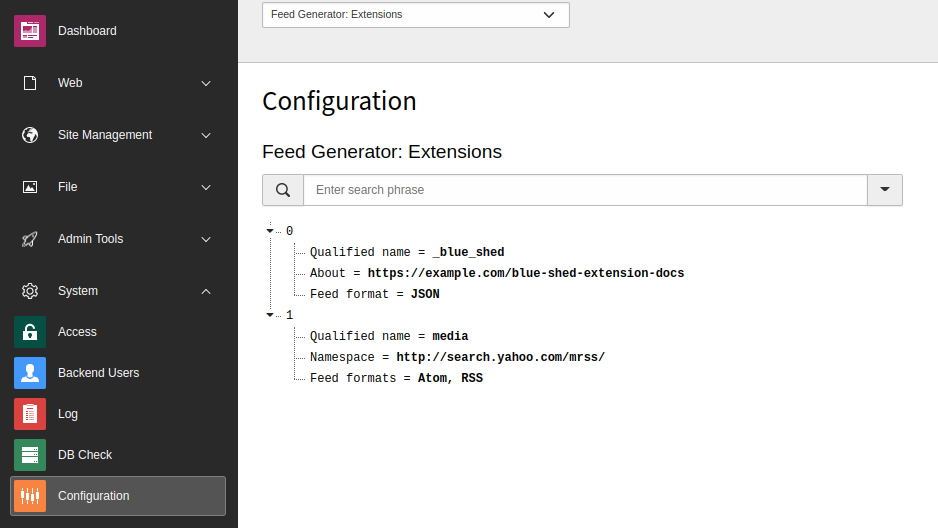 Dashboard
Web
Site Management
File
Admin Tools
System
Access
Backend Users
Log
DB Check
Configuration
Feed Generator: Extensions
Configuration
Feed Generator: Extensions
Enter search phrase
0
Qualified name = _blue_shed
About = https://example.com/blue-shed-extension-docs
Feed format = JSON
1
Qualified name = media
Namespace = http://search.yahoo.com/mrss/
Feed formats = Atom, RSS